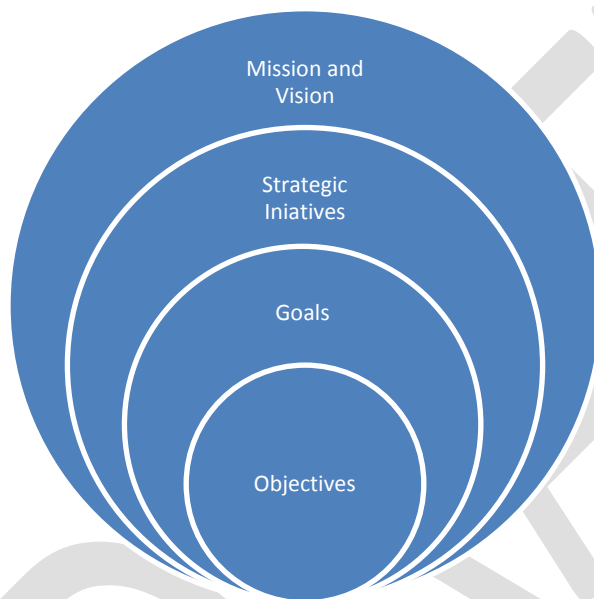 Mission and
Vision
Strategic
Iniatives
Goals
Objectives